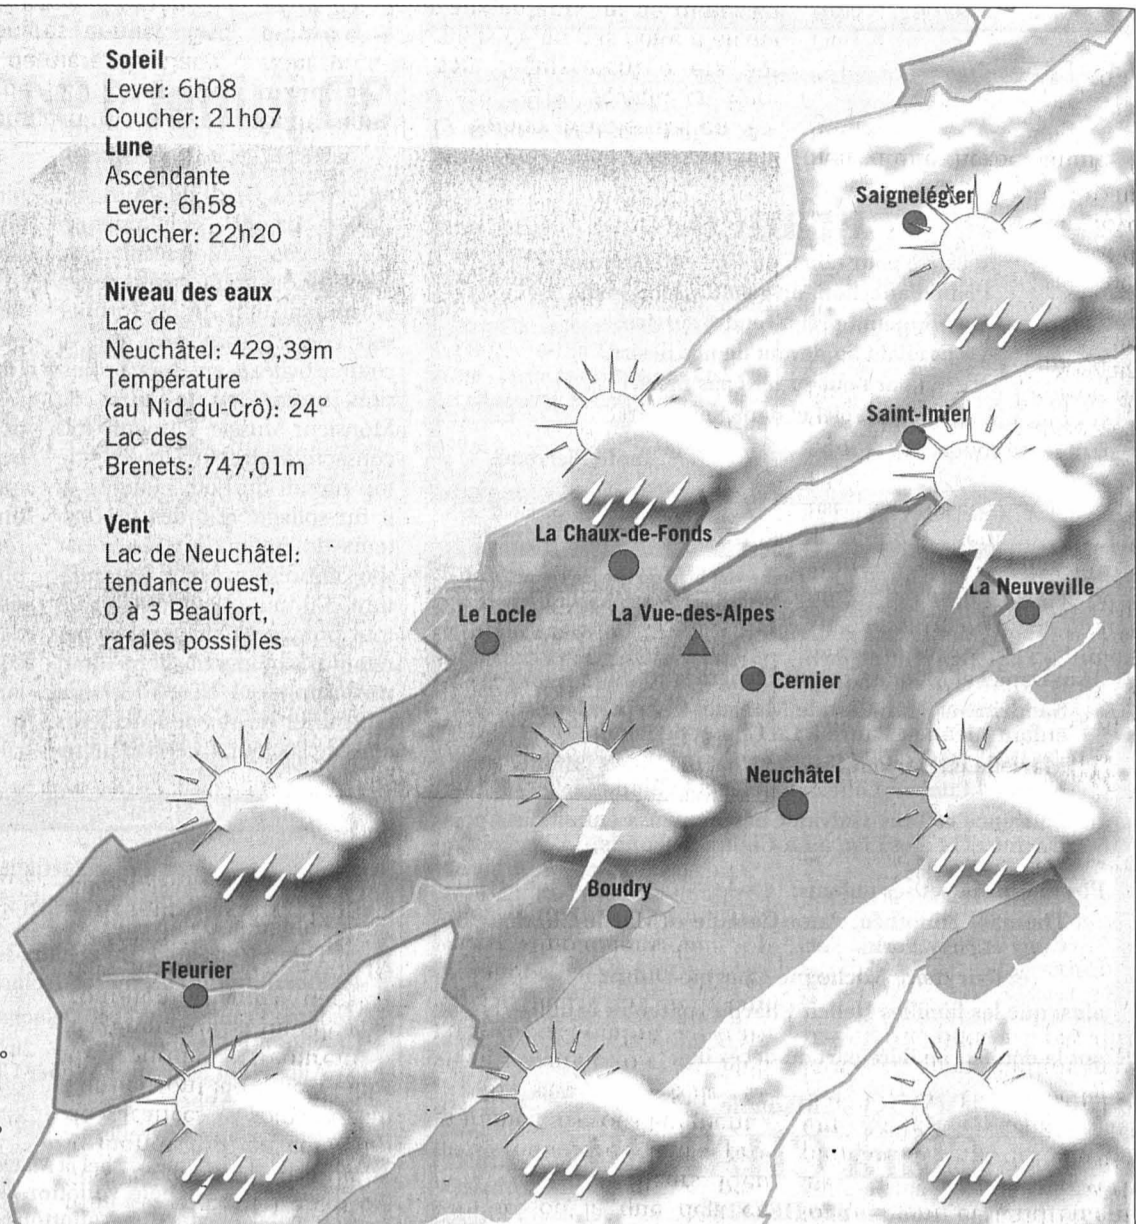 Soleil
Lever: 6h08
Coucher: 21h07
Lune
Ascendante
Lever: 6h58
Coucher: 22h20
Niveau des eaux
Lac de
Neuchâtel: 429,39m
Température
(au Nid-du-Crô): 24°
Lac des
Brenets: 747,01m
Vent
Lac de Neuchâtel:
tendance ouest,
0 à 3 Beaufort,
rafales possibles
Saignelégier
Saint-Imier
La Chaux-de-Fonds
La Neuveville
Le Locle
La Vue-des-Alpes
Cernier
Neuchâtel
Boudry
Fleurier